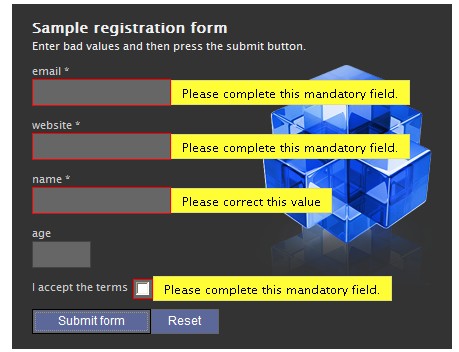 Sample registration form
Enter bad values and then press the submit button.
email *
Please complete this mandatory field.
website *
Please complete this mandatory field.
name *
Please correct this value
age
I accept the terms Please complete this mandatory field.
Submit form Reset